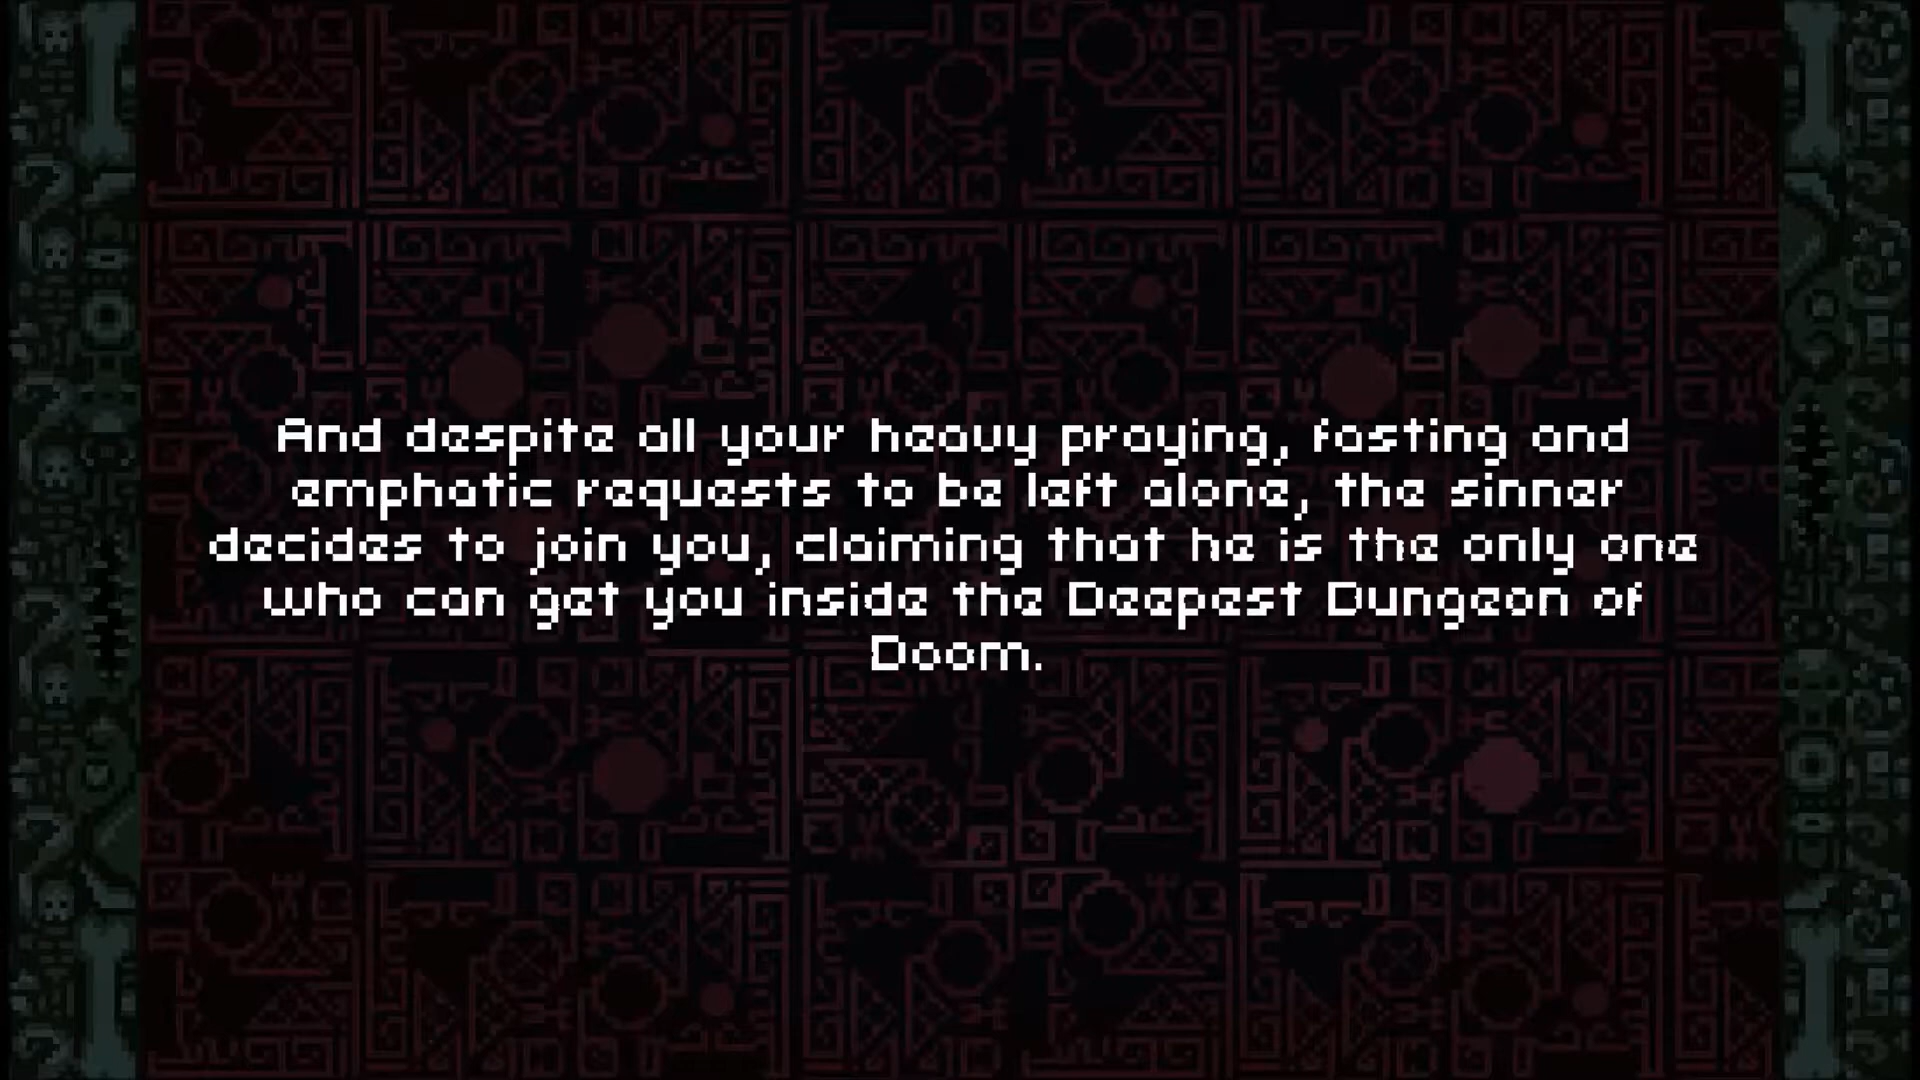 And despite all your heavy praying, fasting and
emphatic requests to be left alone, the sinner
decides to join you, claiming that he is the only one
who can get you inside the Deepest Dungeon of
Doom.